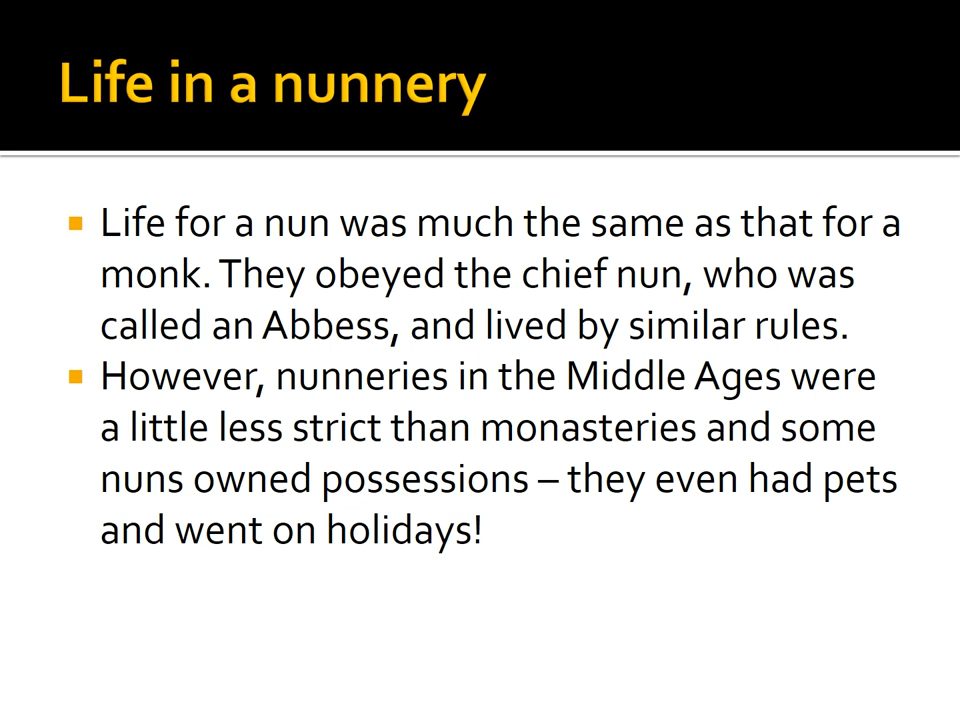 Life in a nunnery
Life for a nun was much the same as that for a
monk. They obeyed the chief nun, who was
called an Abbess, and lived by similar rules.
However, nunneries in the Middle Ages were
a little less strict than monasteries and some
nuns owned possessions – they even had pets
and went on holidays!